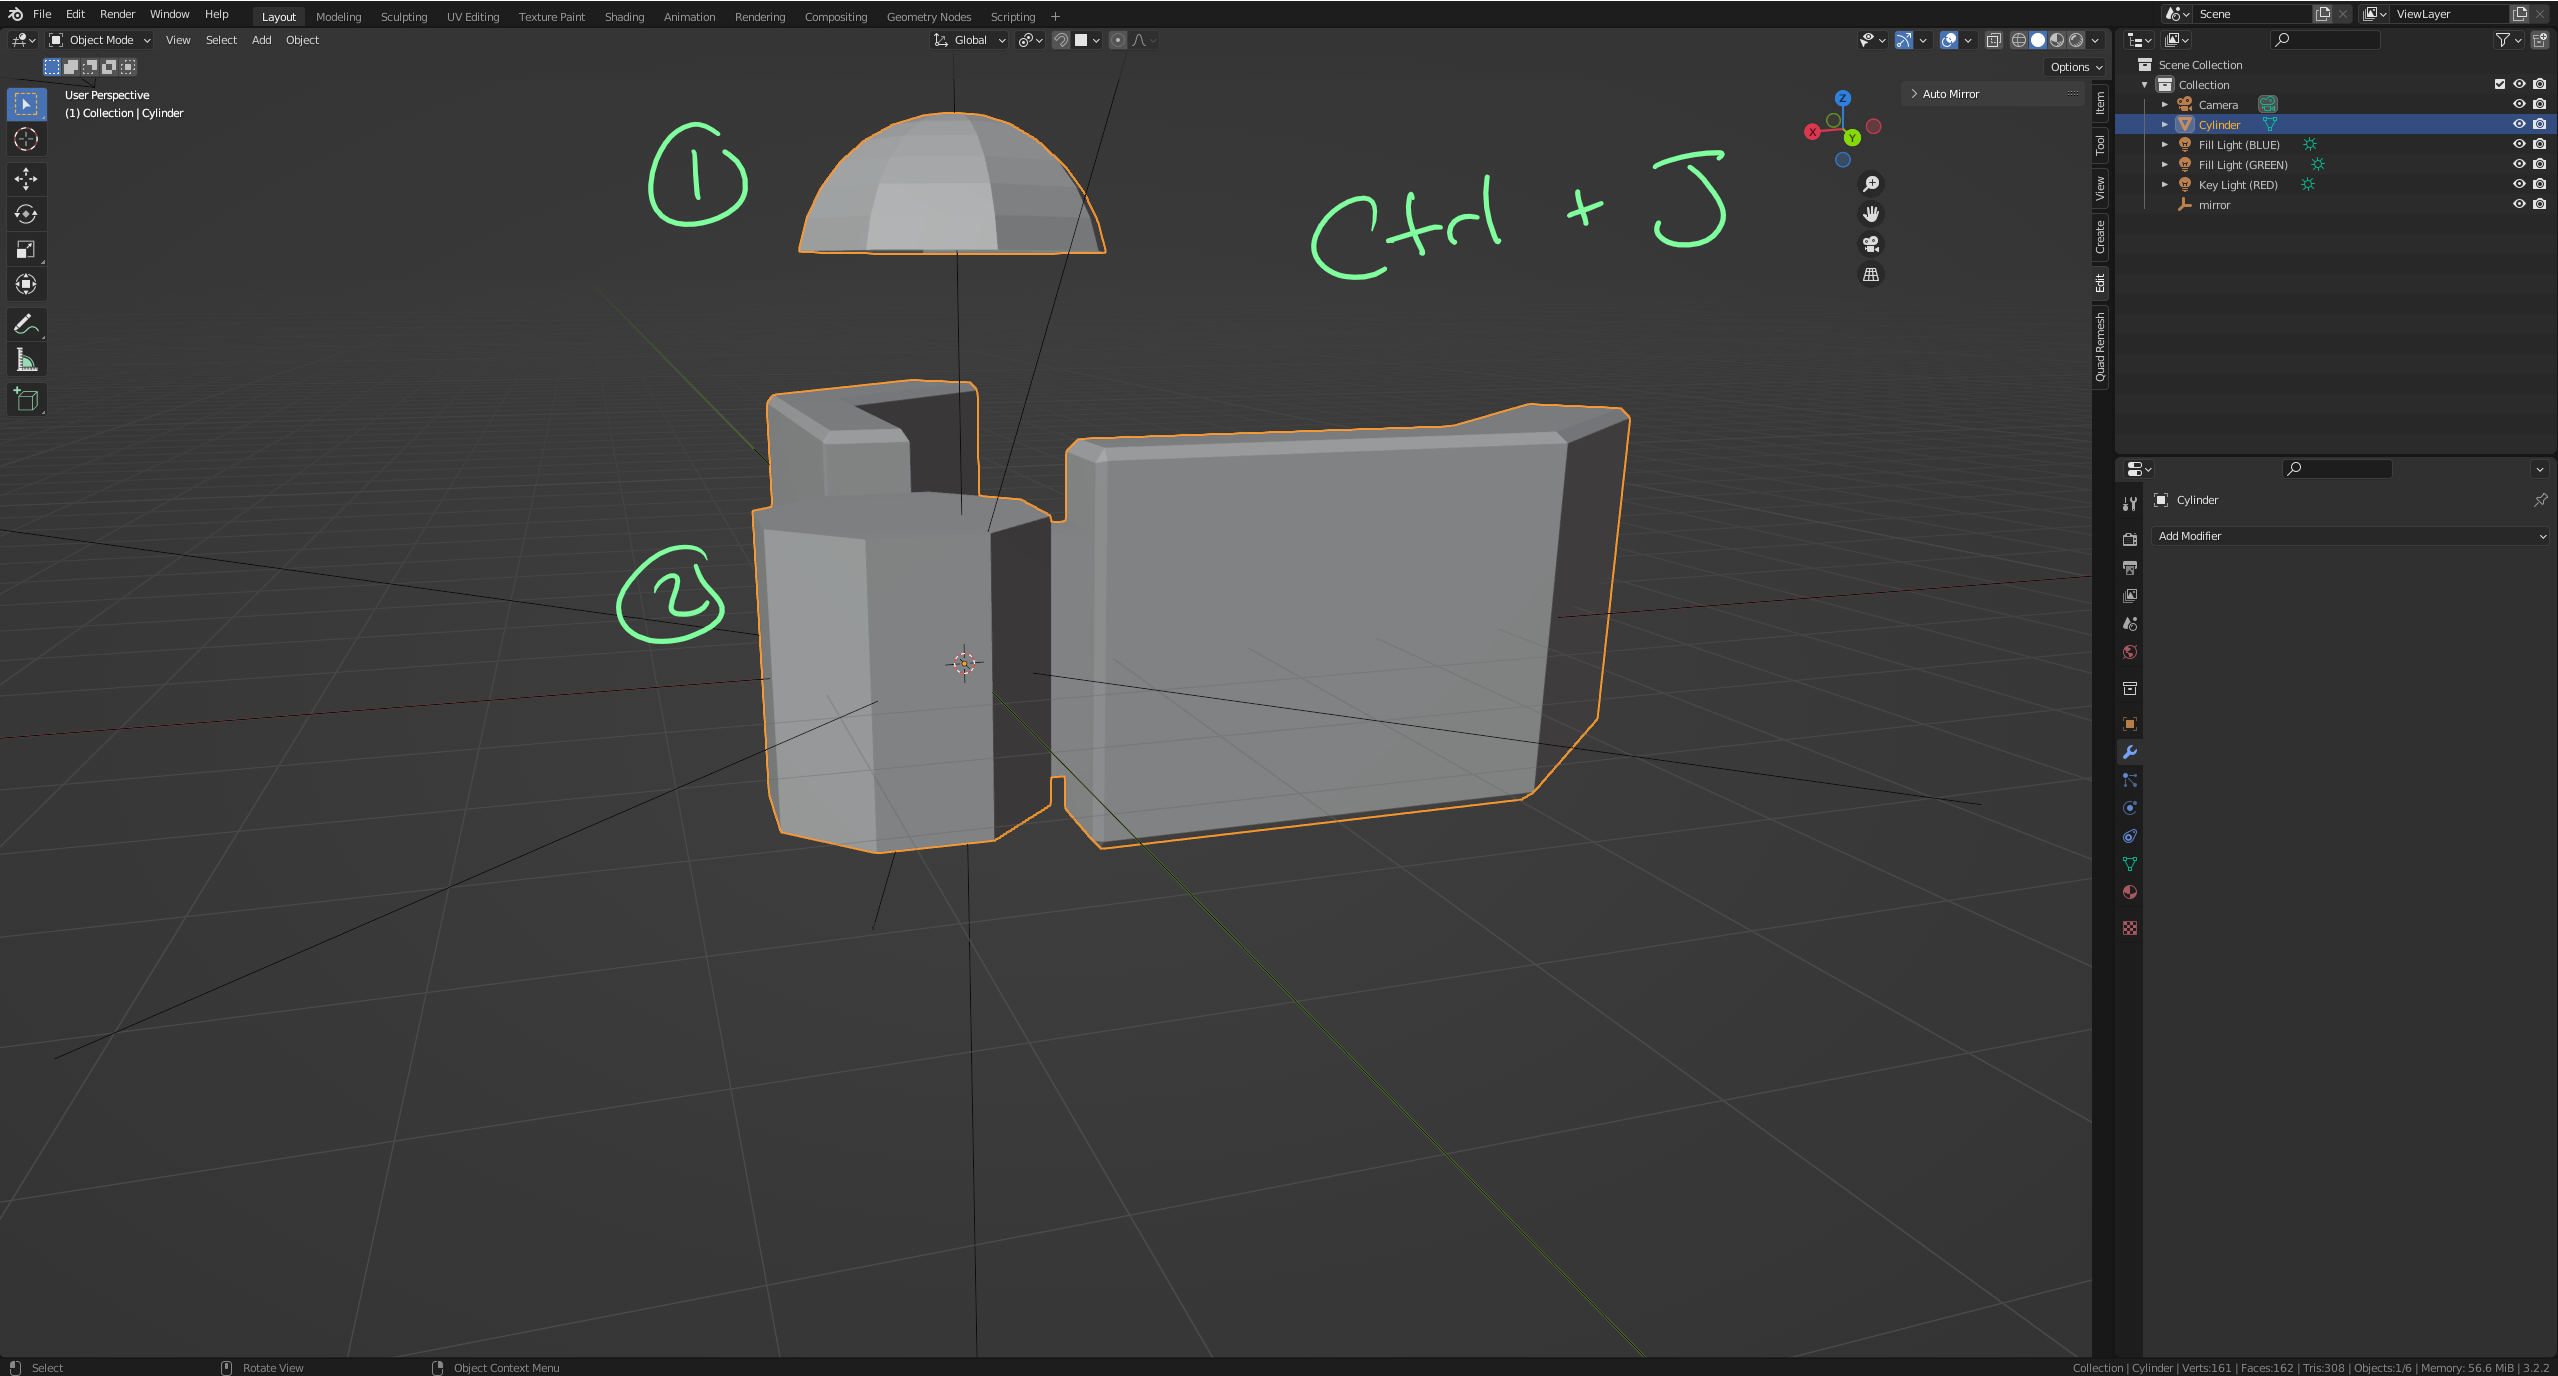 File Edit Render Window Help Layout Modeling Sculpting UV Editing Texture Paint Shading Animation Rendering Compositing Geometry Nodes Scripting + Scene ViewLayer
Object Mode View Select Add Object Global
Options
User Perspective
(1) Collection | Cylinder
Auto Mirror
Z
X
Y
Item
Tool
View
Create
Edit
Quad Remesh
1
Ctrl + J
2
Scene Collection
Collection
Camera
Cylinder
Fill Light (BLUE)
Fill Light (GREEN)
Key Light (RED)
mirror
Cylinder
Add Modifier
Select Rotate View Object Context Menu
Collection | Cylinder | Verts:161 | Faces:162 | Tris:308 | Objects:1/6 | Memory: 56.6 MiB | 3.2.2